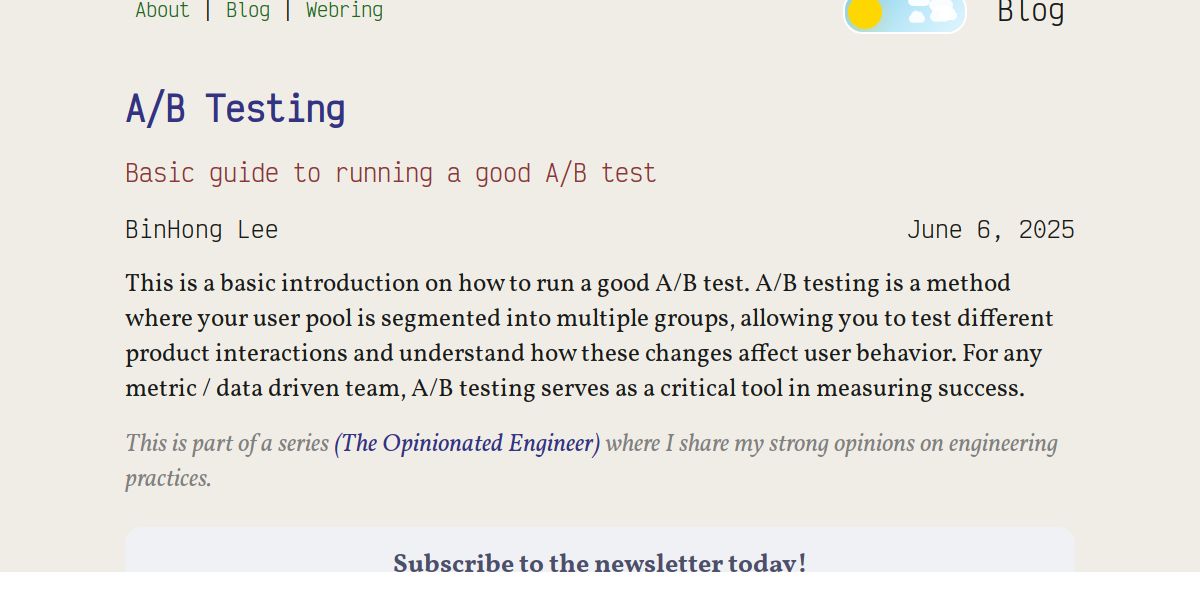 About | Blog | Webring
Blog
A/B Testing
Basic guide to running a good A/B test
BinHong Lee June 6, 2025
This is a basic introduction on how to run a good A/B test. A/B testing is a method
where your user pool is segmented into multiple groups, allowing you to test different
product interactions and understand how these changes affect user behavior. For any
metric / data driven team, A/B testing serves as a critical tool in measuring success.
This is part of a series (The Opinionated Engineer) where I share my strong opinions on engineering
practices.
Subscribe to the newsletter today!